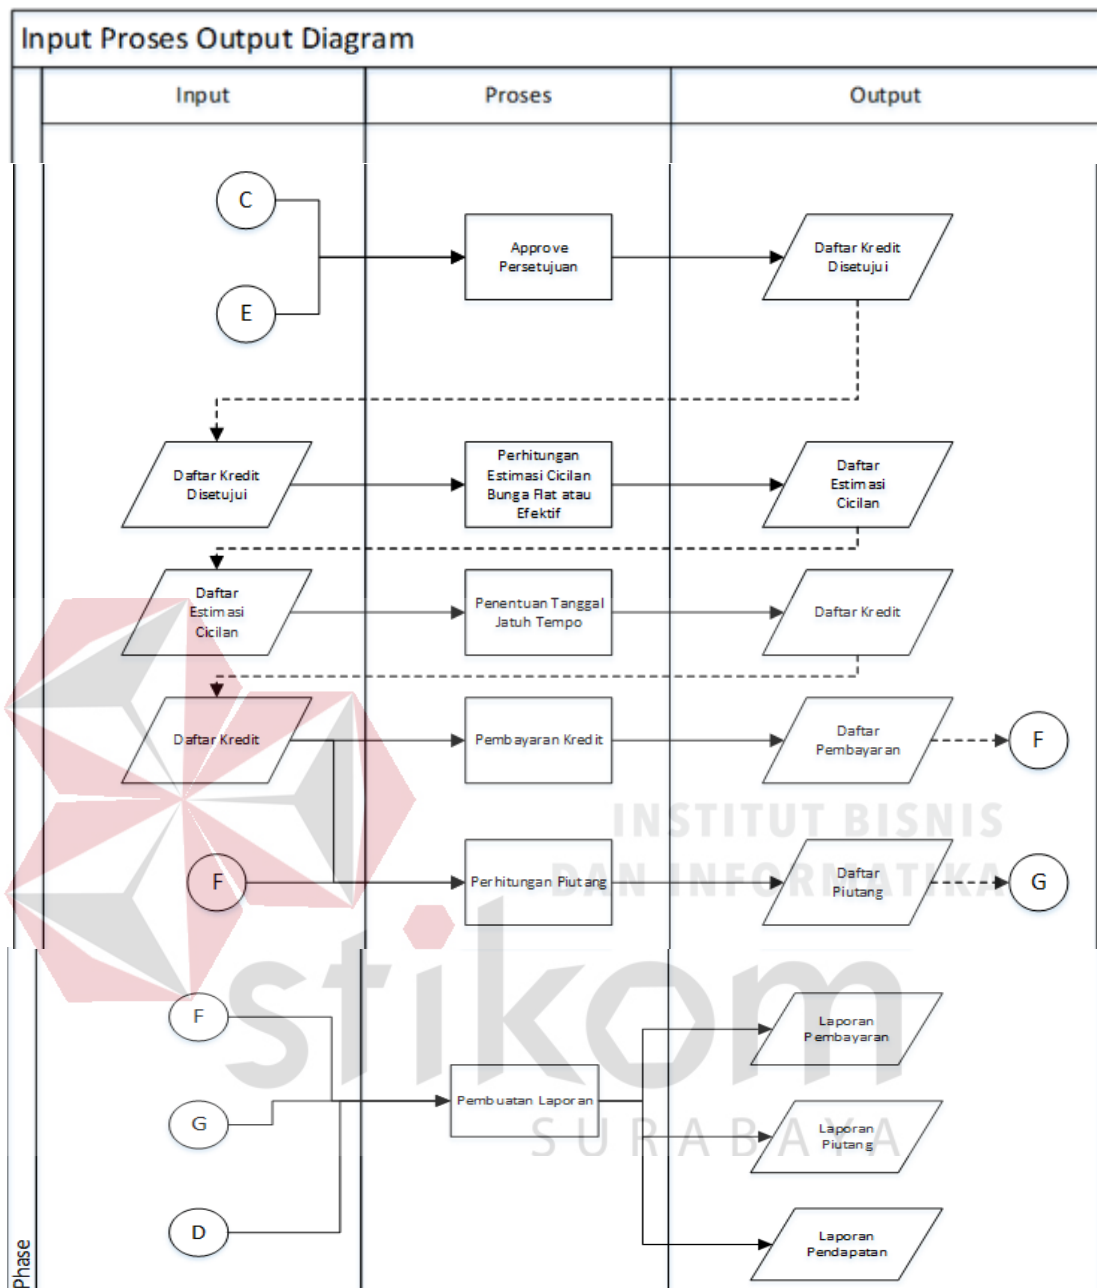 Input Proses Output Diagram
Input
Proses
Output
C
E
Approve
Persetujuan
Daftar Kredit
Disetujui
Daftar Kredit
Disetujui
Perhitungan
Estimasi Cicilan
Bunga Flat atau
Efektif
Daftar
Estimasi
Cicilan
Daftar
Estimasi
Cicilan
Penentuan Tanggal
Jatuh Tempo
Daftar Kredit
Daftar Kredit
Pembayaran Kredit
Daftar
Pembayaran
F
INSTITUT BISNIS
DAN INFORMATIKA
F
Perhitungan Piutang
Daftar
Piutang
G
stikom
SURABAYA
F
G
D
Pembuatan Laporan
Laporan
Pembayaran
Laporan
Piutang
Laporan
Pendapatan
Phase